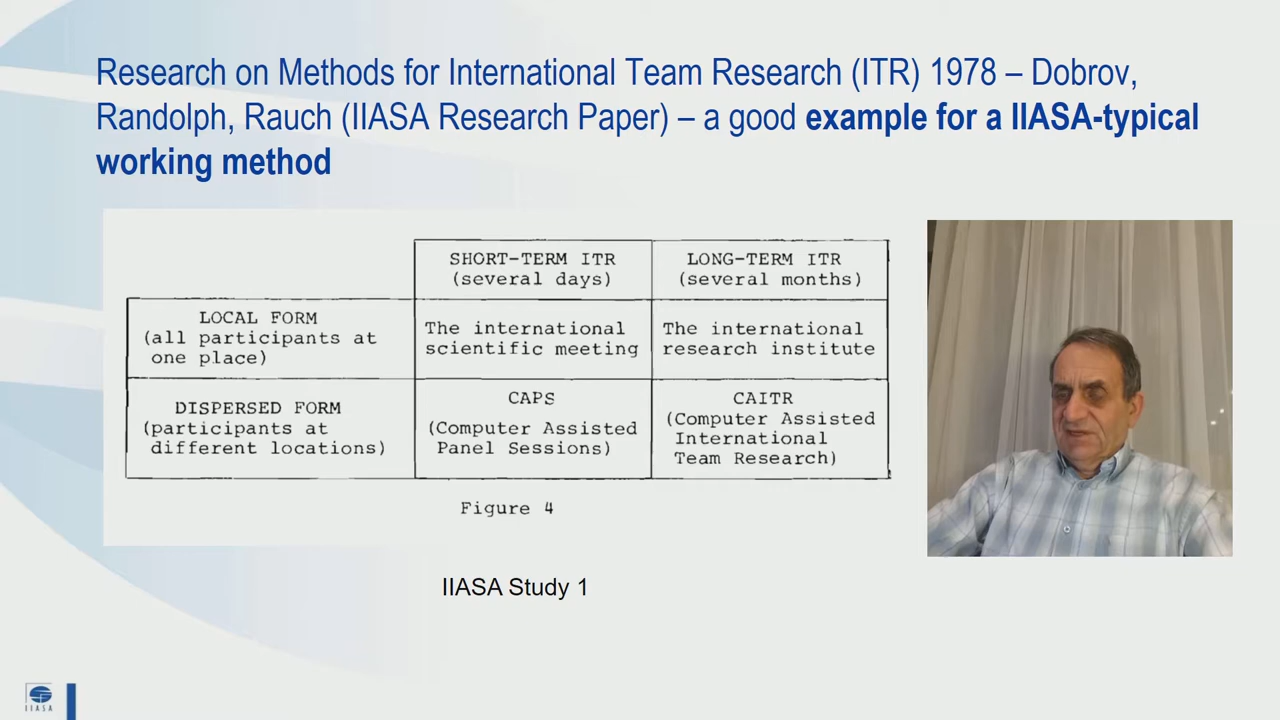 Research on Methods for International Team Research (ITR) 1978 – Dobrov,
Randolph, Rauch (IIASA Research Paper) – a good example for a IIASA-typical
working method
SHORT-TERM ITR
(several days)
LONG-TERM ITR
(several months)
LOCAL FORM
(all participants at
one place)
The international
scientific meeting
The international
research institute
DISPERSED FORM
(participants at
different locations)
CAPS
(Computer Assisted
Panel Sessions)
CAITR
(Computer Assisted
International
Team Research)
Figure 4
IIASA Study 1
IIASA